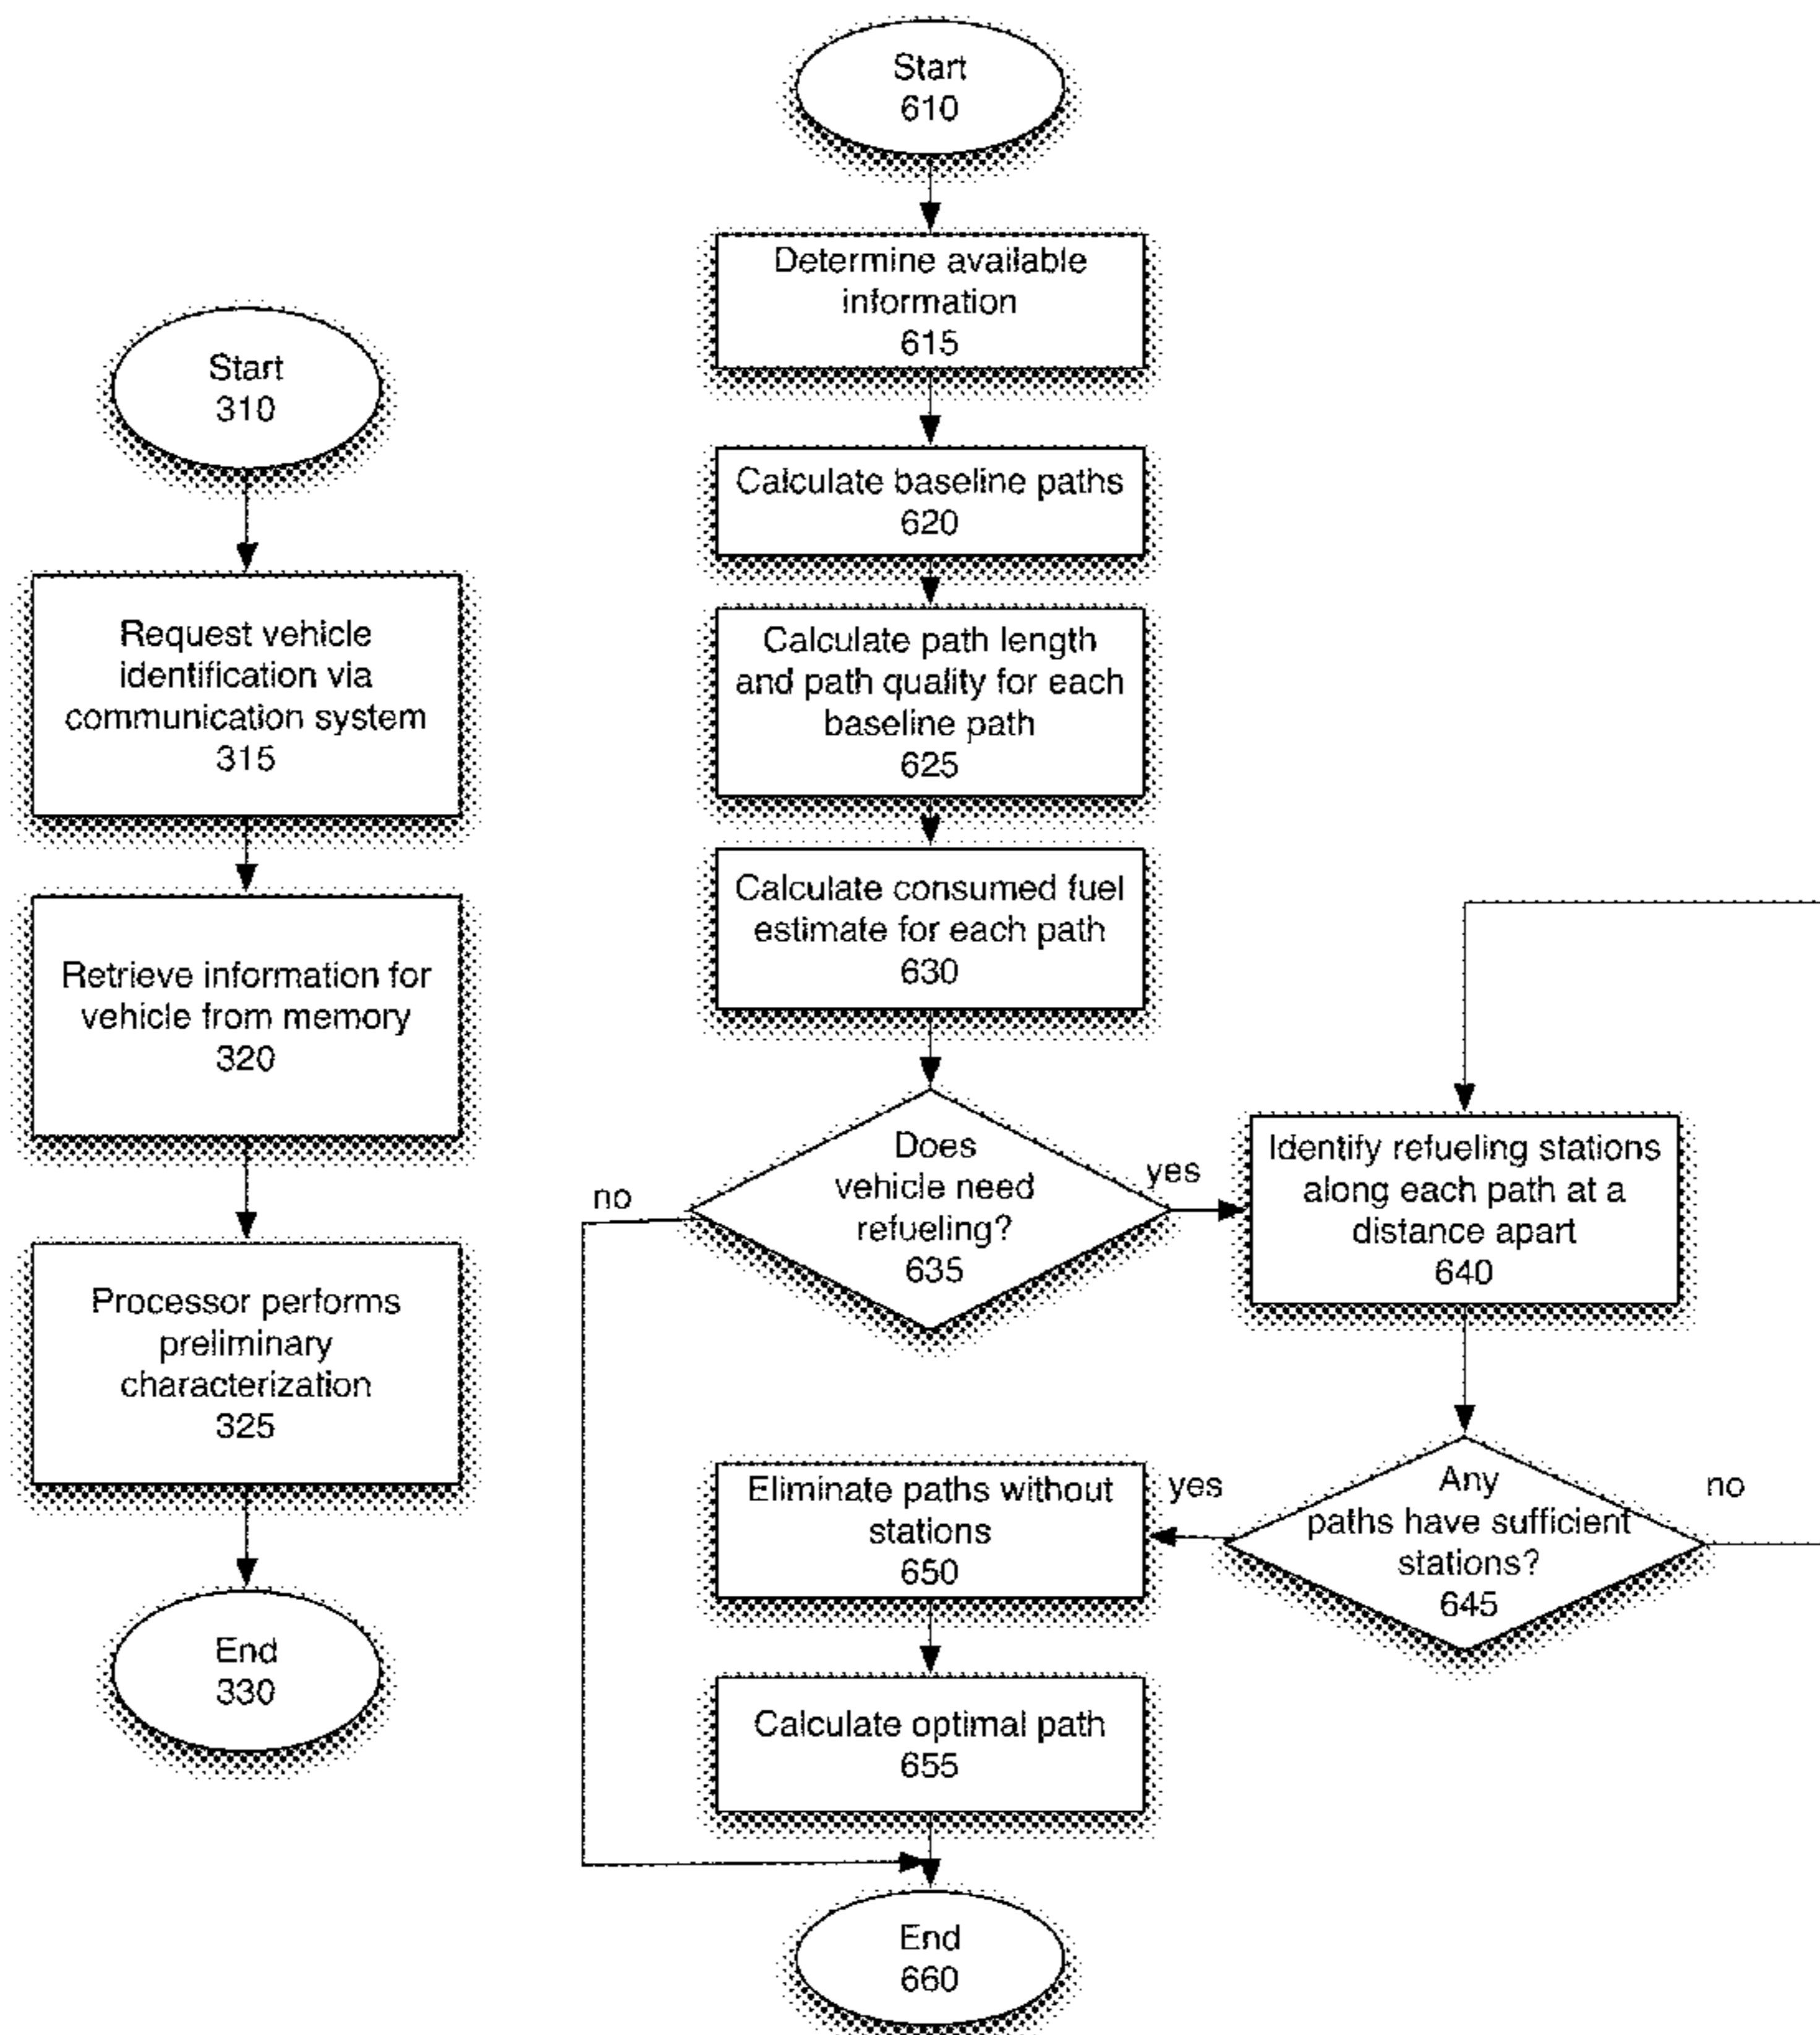 Start
310
Request vehicle
identification via
communication system
315
Retrieve information for
vehicle from memory
320
Processor performs
preliminary
characterization
325
End
330
Start
610
Determine available
information
615
Calculate baseline paths
620
Calculate path length
and path quality for each
baseline path
625
Calculate consumed fuel
estimate for each path
630
Does
vehicle need
refueling?
635
no
yes
Identify refueling stations
along each path at a
distance apart
640
Any
paths have sufficient
stations?
645
yes
no
Eliminate paths without
stations
650
Calculate optimal path
655
End
660